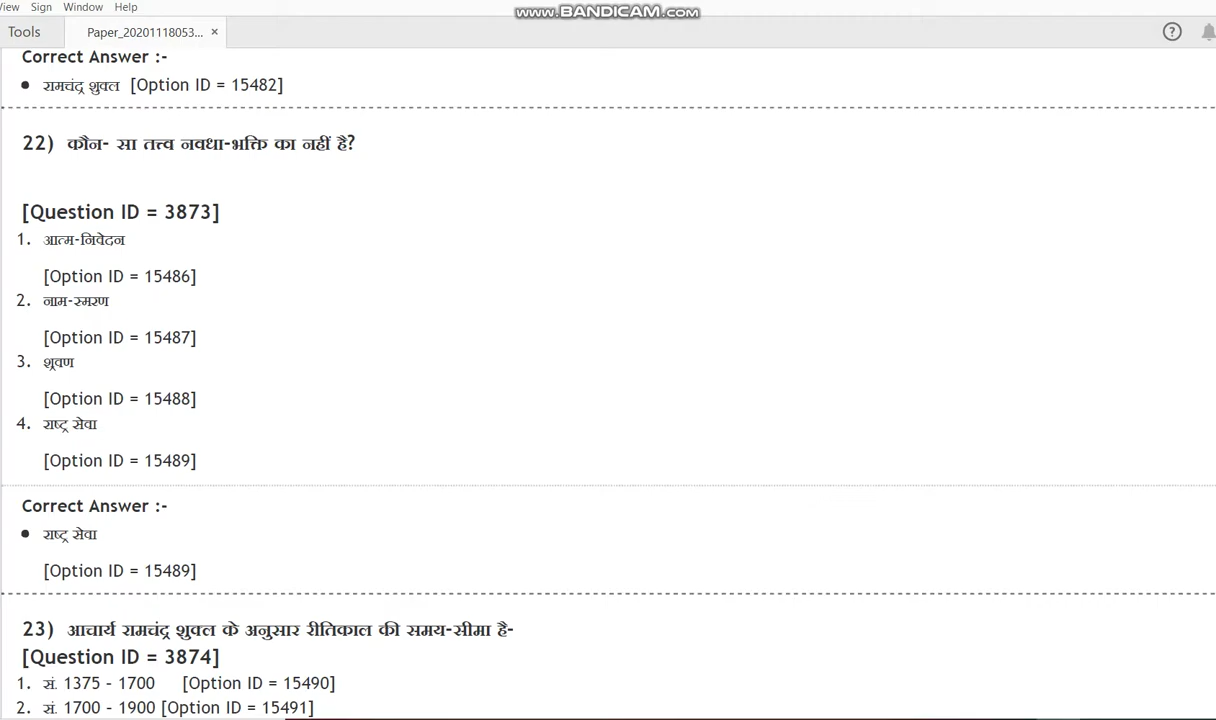 View Sign Window Help
www.BANDICAM.com
Tools Paper_20201118053... ×
Correct Answer :-
• रामचंद्र शुक्ल [Option ID = 15482]
22) कौन- सा तत्त्व नवधा-भक्ति का नहीं है?
[Question ID = 3873]
1. आत्म-निवेदन
[Option ID = 15486]
2. नाम-स्मरण
[Option ID = 15487]
3. श्रवण
[Option ID = 15488]
4. राष्ट्र सेवा
[Option ID = 15489]
Correct Answer :-
• राष्ट्र सेवा
[Option ID = 15489]
23) आचार्य रामचंद्र शुक्ल के अनुसार रीतिकाल की समय-सीमा है-
[Question ID = 3874]
1. सं. 1375 - 1700 [Option ID = 15490]
2. सं. 1700 - 1900 [Option ID = 15491]